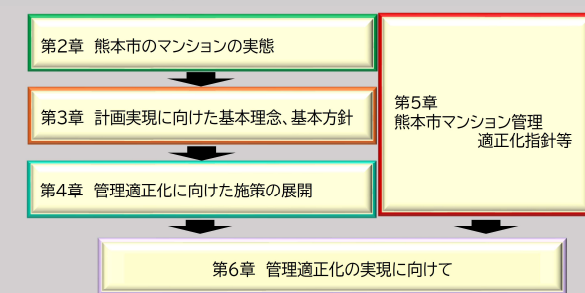 第2章 熊本市のマンションの実態
第3章 計画実現に向けた基本理念、基本方針
第4章 管理適正化に向けた施策の展開
第5章
熊本市マンション管理
適正化指針等
第6章 管理適正化の実現に向けて